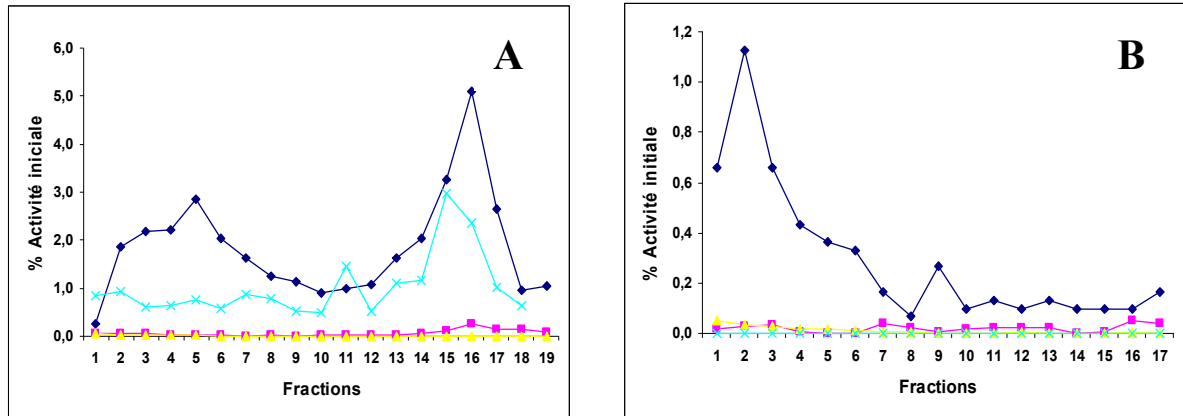 A
% Activité iniciale
6,0
5,0
4,0
3,0
2,0
1,0
0,0
1 2 3 4 5 6 7 8 9 10 11 12 13 14 15 16 17 18 19
Fractions
B
% Activité initiale
1,2
1,0
0,8
0,6
0,4
0,2
0,0
1 2 3 4 5 6 7 8 9 10 11 12 13 14 15 16 17
Fractions